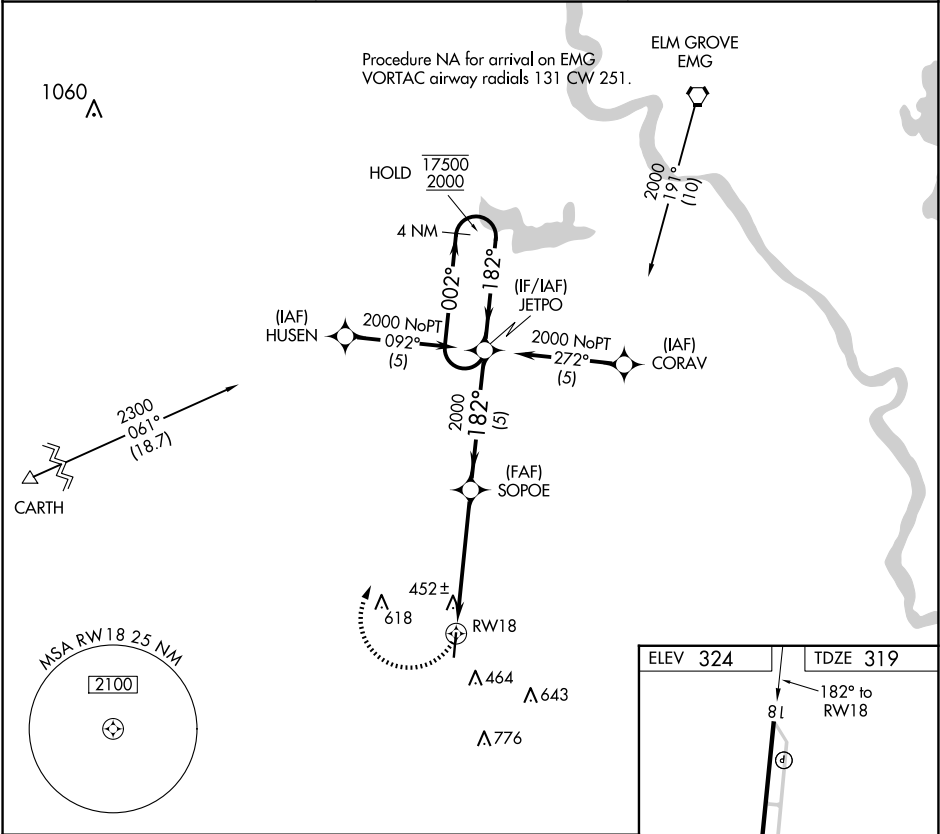 Procedure NA for arrival on EMG
VORTAC airway radials 131 CW 251.
ELM GROVE
EMG
1060
HOLD
17500
2000
4 NM
2000
191°
(10)
002°
182°
(IF/IAF)
JETPO
(IAF)
HUSEN
2000 NoPT
092°
(5)
2000 NoPT
272°
(5)
(IAF)
CORAV
2300
061°
(18.7)
CARTH
2000
182°
(5)
(FAF)
SOPOE
452±
618
RW18
464
643
776
MSA RW18 25 NM
2100
ELEV 324
TDZE 319
182° to
RW18
18
P